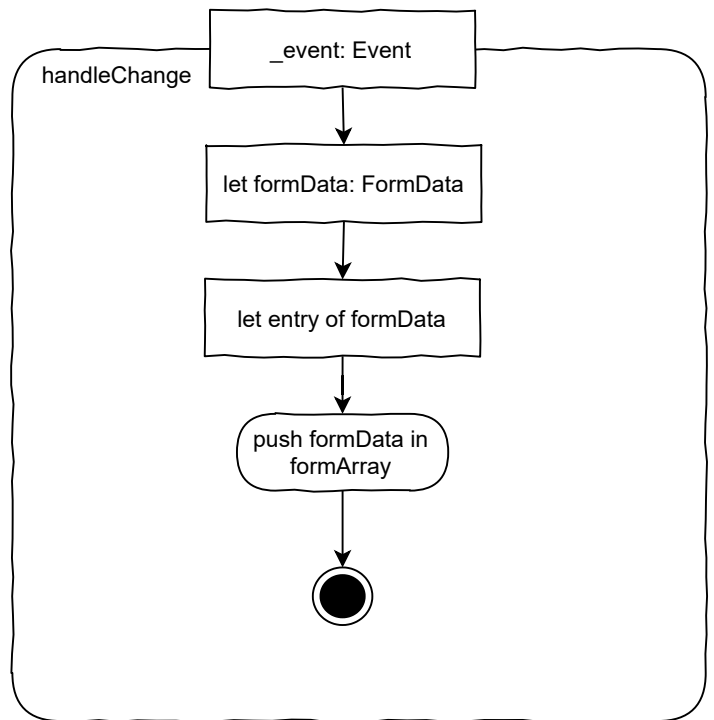 _event: Event
handleChange
let formData: FormData
let entry of formData
push formData in
formArray